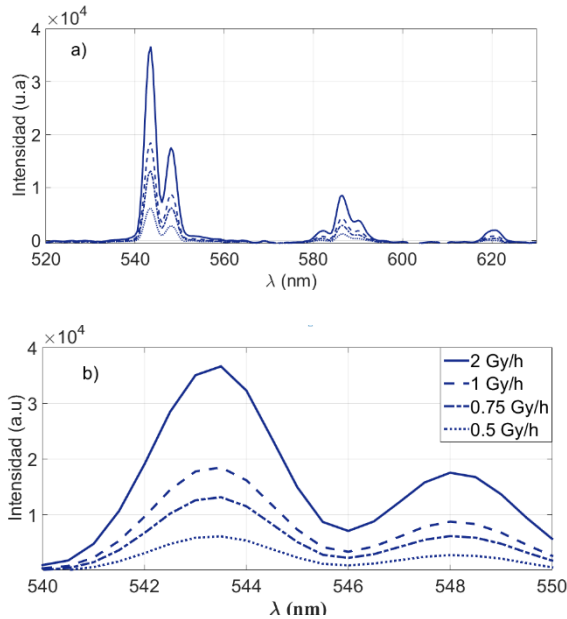 ×10⁴
4
a)
3
2
1
0
Intensidad (u.a)
520 540 560 580 600 620
λ (nm)
×10⁴
4
b)
3
2
1
Intensidad (a.u)
2 Gy/h
1 Gy/h
0.75 Gy/h
0.5 Gy/h
540 542 544 546 548 550
λ (nm)